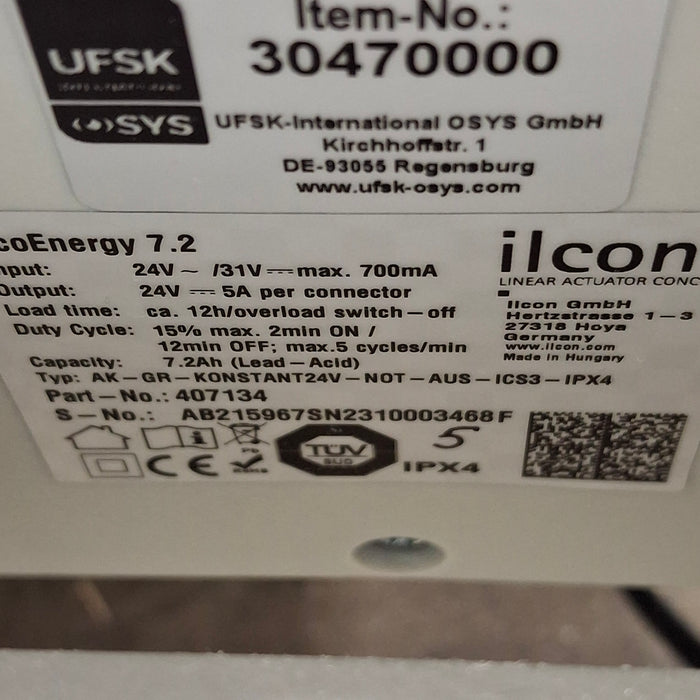 Item-No.:
30470000
UFSK
OSYS
UFSK-International OSYS GmbH
Kirchhoffstr. 1
DE-93055 Regensburg
www.ufsk-osys.com
coEnergy 7.2
nput: 24V ~ /31V⎓max. 700mA
Output: 24V ⎓ 5A per connector
Load time: ca. 12h/overload switch–off
Duty Cycle: 15% max. 2min ON /
12min OFF; max.5 cycles/min
Capacity: 7.2Ah (Lead–Acid)
Typ: AK–GR–KONSTANT24V–NOT–AUS–ICS3–IPX4
Part–No.: 407134
S–No.: AB215967SN2310003468F
ilcon
LINEAR ACTUATOR CONC
Ilcon GmbH
Hertzstrasse 1–3
27318 Hoya
Germany
www.ilcon.com
Made in Hungary
CE
TÜV
SÜD
5
IPX4